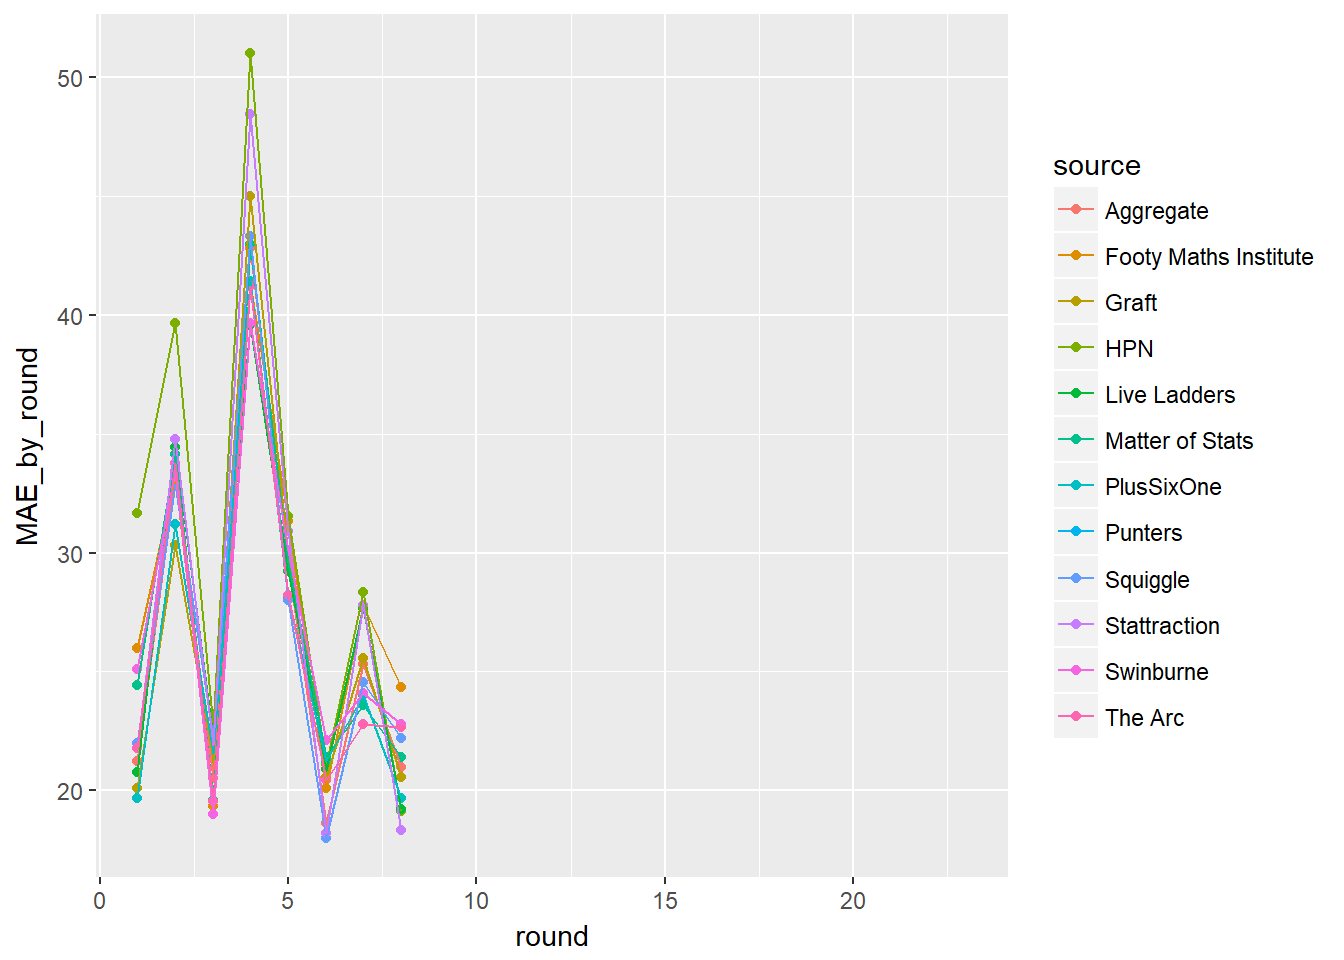 50
40
30
20
MAE_by_round
0 5 10 15 20
round
source
Aggregate
Footy Maths Institute
Graft
HPN
Live Ladders
Matter of Stats
PlusSixOne
Punters
Squiggle
Stattraction
Swinburne
The Arc